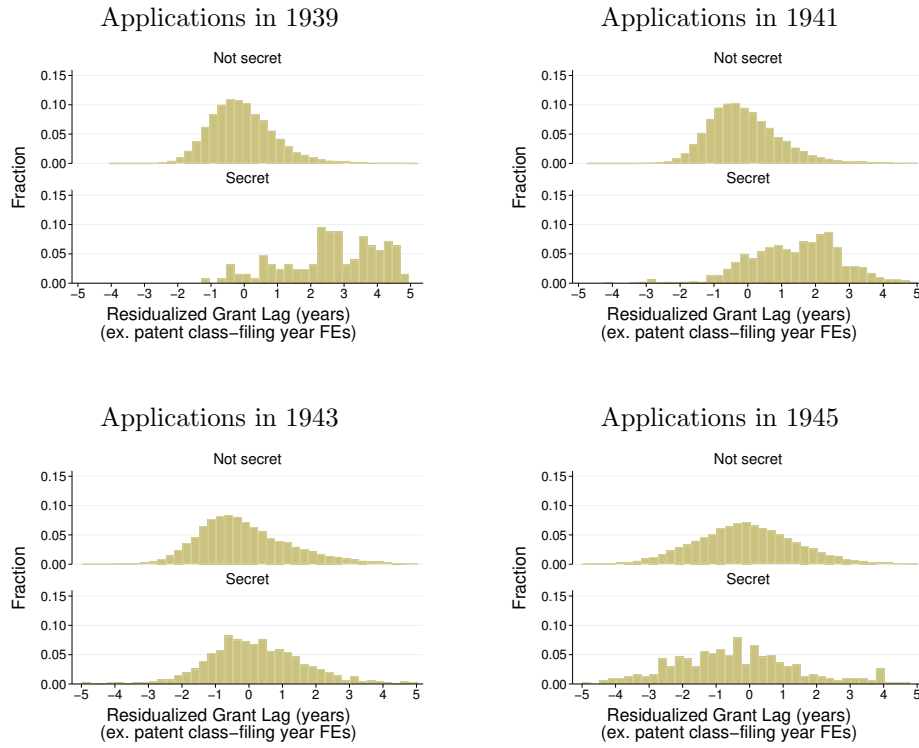 Applications in 1939
Not secret
0.15
0.10
0.05
0.00
Secret
0.15
0.10
0.05
0.00
Fraction
−5 −4 −3 −2 −1 0 1 2 3 4 5
Residualized Grant Lag (years)
(ex. patent class−filing year FEs)
Applications in 1941
Not secret
0.15
0.10
0.05
0.00
Secret
0.15
0.10
0.05
0.00
Fraction
−5 −4 −3 −2 −1 0 1 2 3 4 5
Residualized Grant Lag (years)
(ex. patent class−filing year FEs)
Applications in 1943
Not secret
0.15
0.10
0.05
0.00
Secret
0.15
0.10
0.05
0.00
Fraction
−5 −4 −3 −2 −1 0 1 2 3 4 5
Residualized Grant Lag (years)
(ex. patent class−filing year FEs)
Applications in 1945
Not secret
0.15
0.10
0.05
0.00
Secret
0.15
0.10
0.05
0.00
Fraction
−5 −4 −3 −2 −1 0 1 2 3 4 5
Residualized Grant Lag (years)
(ex. patent class−filing year FEs)